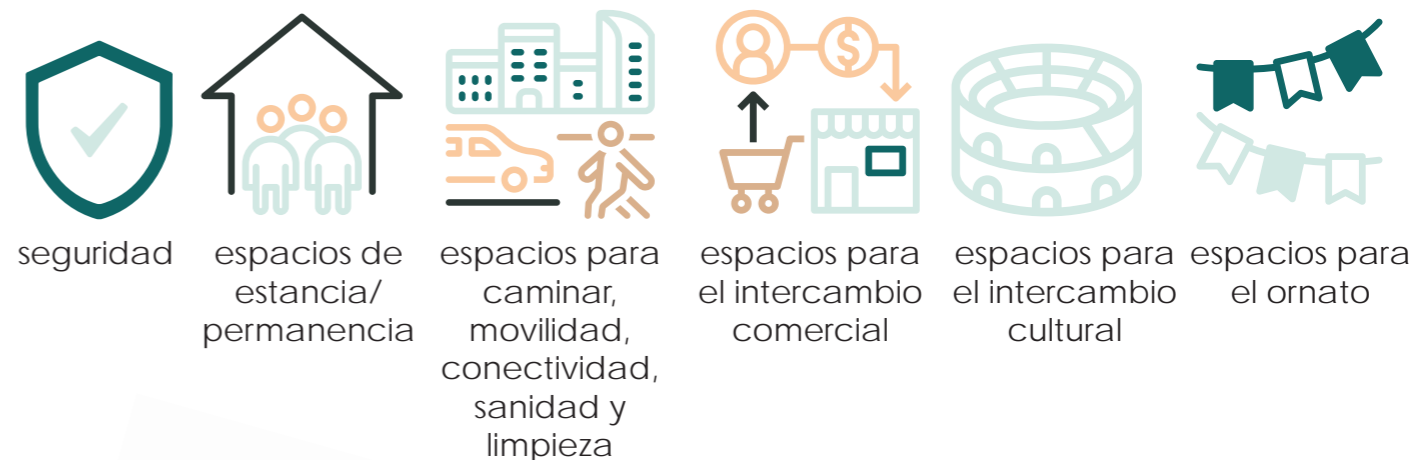 seguridad
espacios de
estancia/
permanencia
espacios para
caminar,
movilidad,
conectividad,
sanidad y
limpieza
espacios para
el intercambio
comercial
espacios para
el intercambio
cultural
espacios para
el ornato